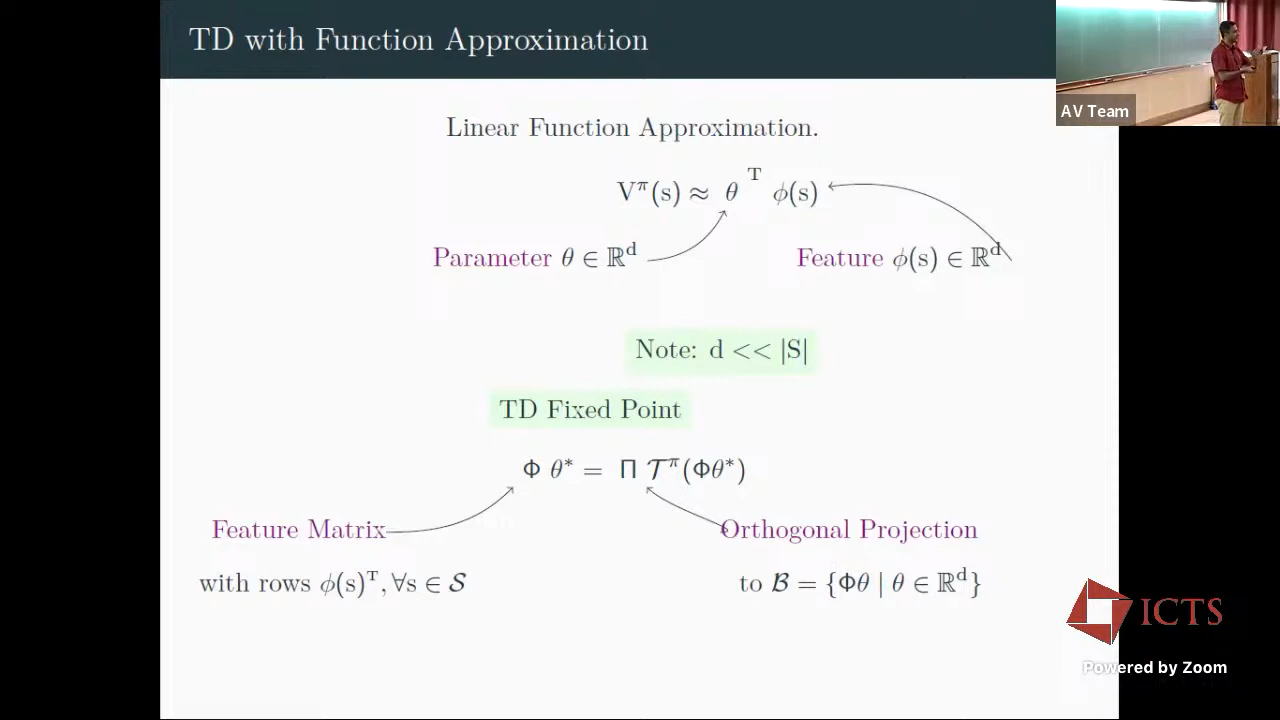 TD with Function Approximation
AV Team
Linear Function Approximation.
V^π(s) ≈ θ^T ϕ(s)
Parameter θ ∈ ℝ^d
Feature ϕ(s) ∈ ℝ^d
Note: d << |S|
TD Fixed Point
Φ θ* = Π 𝒯^π(Φθ*)
Feature Matrix
Orthogonal Projection
with rows ϕ(s)^T, ∀s ∈ 𝒮
to ℬ = {Φθ | θ ∈ ℝ^d}
ICTS
Powered by Zoom